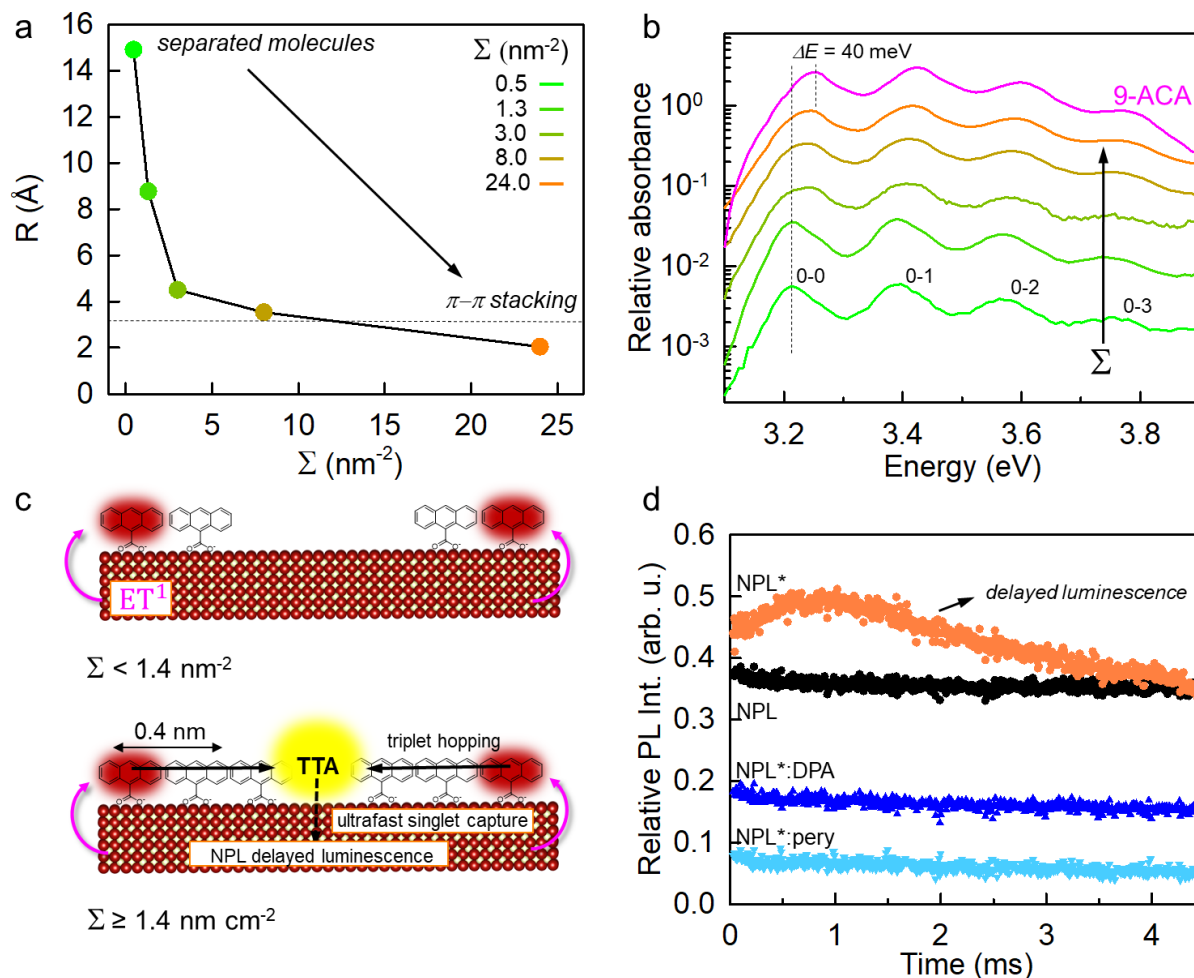 a
R (Å)
16
14
12
10
8
6
4
2
0
separated molecules
Σ (nm-2)
0.5
1.3
3.0
8.0
24.0
π–π stacking
0
5
10
15
20
25
Σ (nm-2)
b
Relative absorbance
10^0
10^-1
10^-2
10^-3
ΔE = 40 meV
9-ACA
0-0
0-1
0-2
0-3
Σ
3.2
3.4
3.6
3.8
Energy (eV)
c
ET1
Σ < 1.4 nm-2
0.4 nm
TTA
triplet hopping
ultrafast singlet capture
NPL delayed luminescence
Σ ≥ 1.4 nm cm-2
d
Relative PL Int. (arb. u.)
0.6
0.5
0.4
0.3
0.2
0.1
0.0
NPL*
delayed luminescence
NPL
NPL*:DPA
NPL*:pery
0
1
2
3
4
Time (ms)